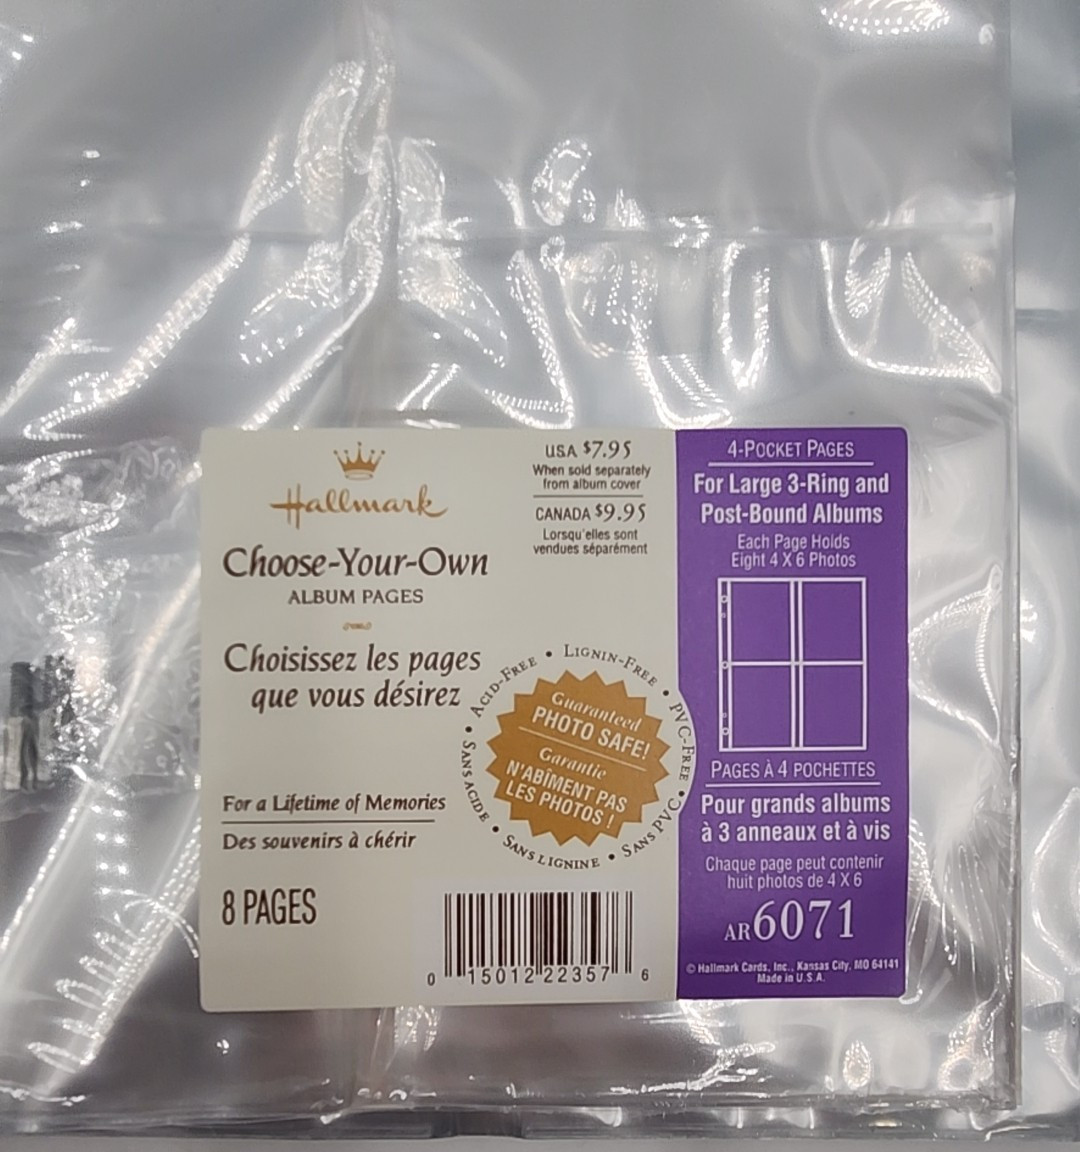 Hallmark
Choose-Your-Own
ALBUM PAGES
Choisissez les pages
que vous désirez
For a Lifetime of Memories
Des souvenirs à chérir
8 PAGES
USA $7.95
When sold separately
from album cover
CANADA $9.95
Lorsqu'elles sont
vendues séparément
ACID-FREE • LIGNIN-FREE • PVC-FREE •
SANS ACIDE • SANS LIGNINE • SANS PVC •
Guaranteed
PHOTO SAFE!
Garantie
N'ABÎMENT PAS
LES PHOTOS !
0 15012 22357 6
4-POCKET PAGES
For Large 3-Ring and
Post-Bound Albums
Each Page Holds
Eight 4 X 6 Photos
PAGES À 4 POCHETTES
Pour grands albums
à 3 anneaux et à vis
Chaque page peut contenir
huit photos de 4 X 6
AR6071
© Hallmark Cards, Inc., Kansas City, MO 64141
Made in U.S.A.